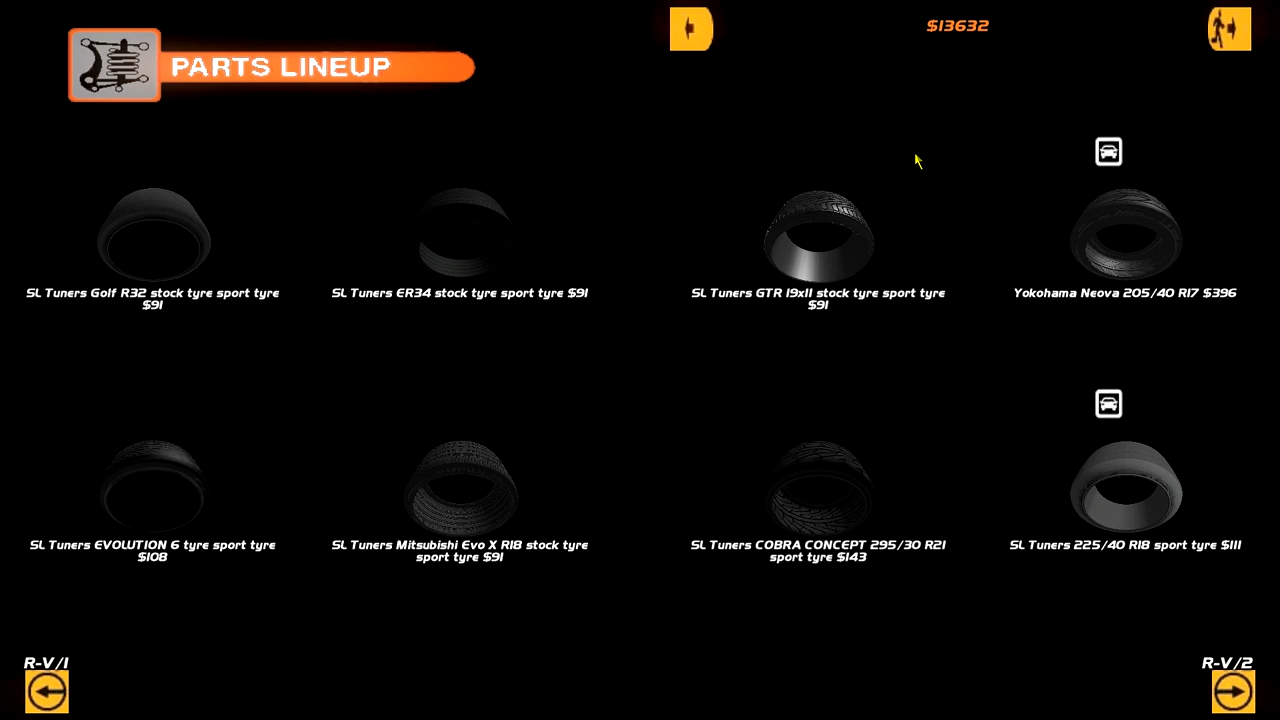 PARTS LINEUP
$13632
SL Tuners Golf R32 stock tyre sport tyre
$91
SL Tuners ER34 stock tyre sport tyre $91
SL Tuners GTR 19x11 stock tyre sport tyre
$91
Yokohama Neova 205/40 R17 $396
SL Tuners EVOLUTION 6 tyre sport tyre
$108
SL Tuners Mitsubishi Evo X R18 stock tyre
sport tyre $91
SL Tuners COBRA CONCEPT 295/30 R21
sport tyre $143
SL Tuners 225/40 R18 sport tyre $111
R-V/1
R-V/2